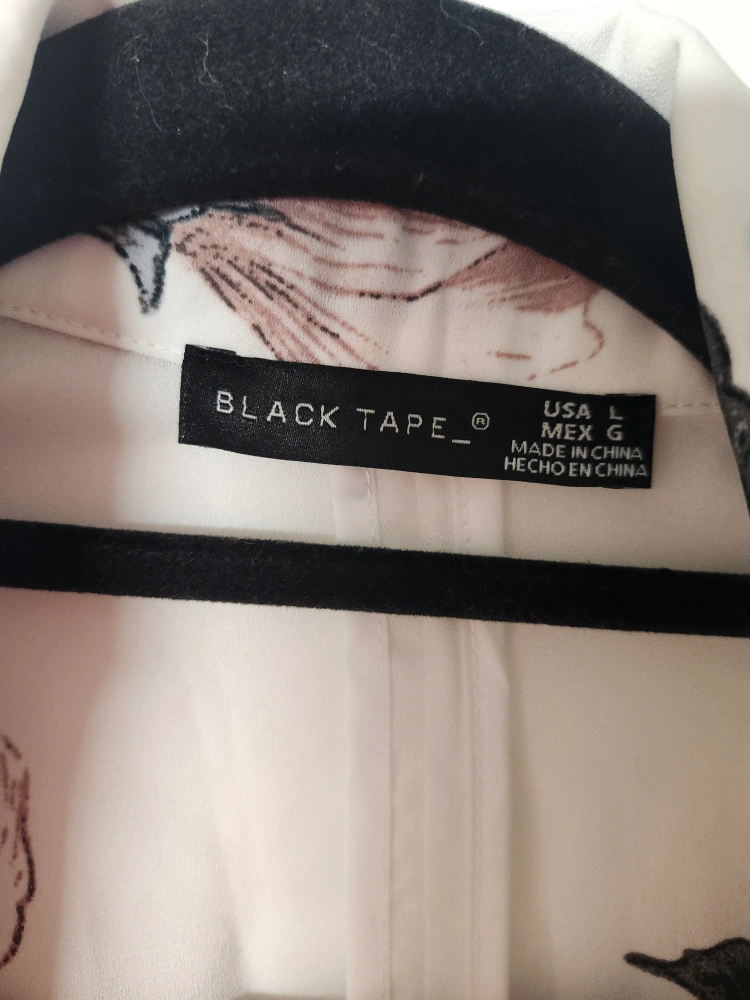 BLACK TAPE_®
USA L
MEX G
MADE IN CHINA
HECHO EN CHINA